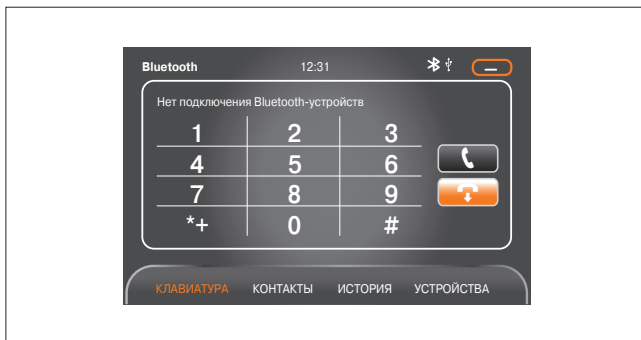 Bluetooth 12:31
Нет подключения Bluetooth-устройств
1 2 3
4 5 6
7 8 9
*+ 0 #
КЛАВИАТУРА КОНТАКТЫ ИСТОРИЯ УСТРОЙСТВА